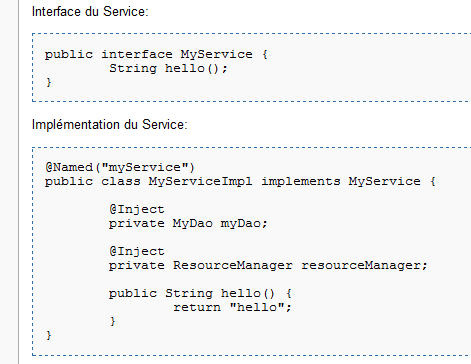 Interface du Service:
public interface MyService {
        String hello();
}
Implémentation du Service:
@Named("myService")
public class MyServiceImpl implements MyService {
        @Inject
        private MyDao myDao;
        @Inject
        private ResourceManager resourceManager;
        public String hello() {
                return "hello";
        }
}